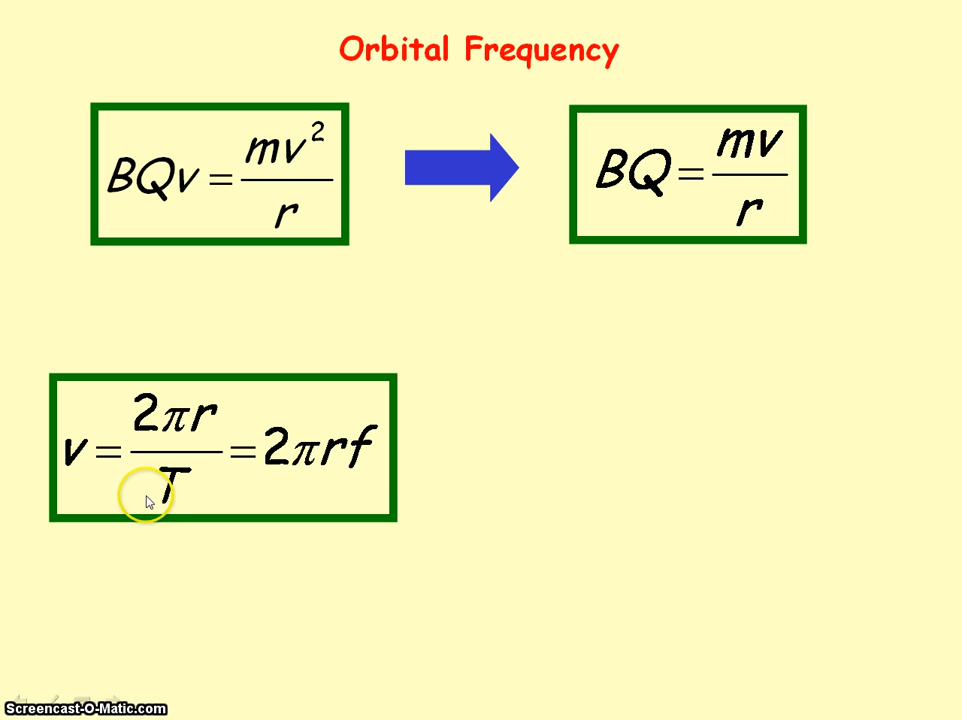 Orbital Frequency
BQv = mv²/r
BQ = mv/r
v = 2πr/T = 2πrf
Screencast-O-Matic.com